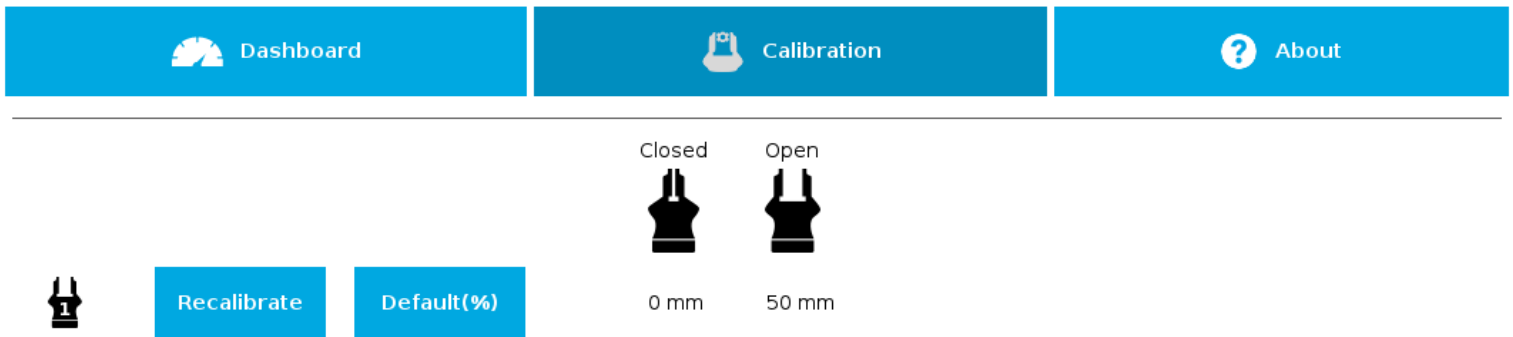 Dashboard Calibration ? About
Closed Open
1 Recalibrate Default(%) 0 mm 50 mm